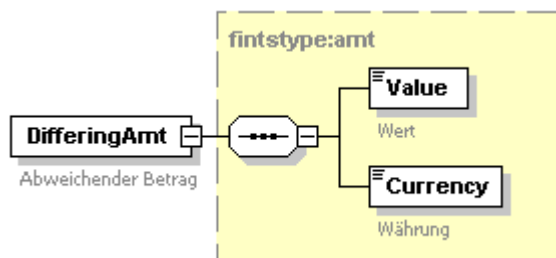 fintstype:amt
Value
Wert
DifferingAmt
Abweichender Betrag
Currency
Währung